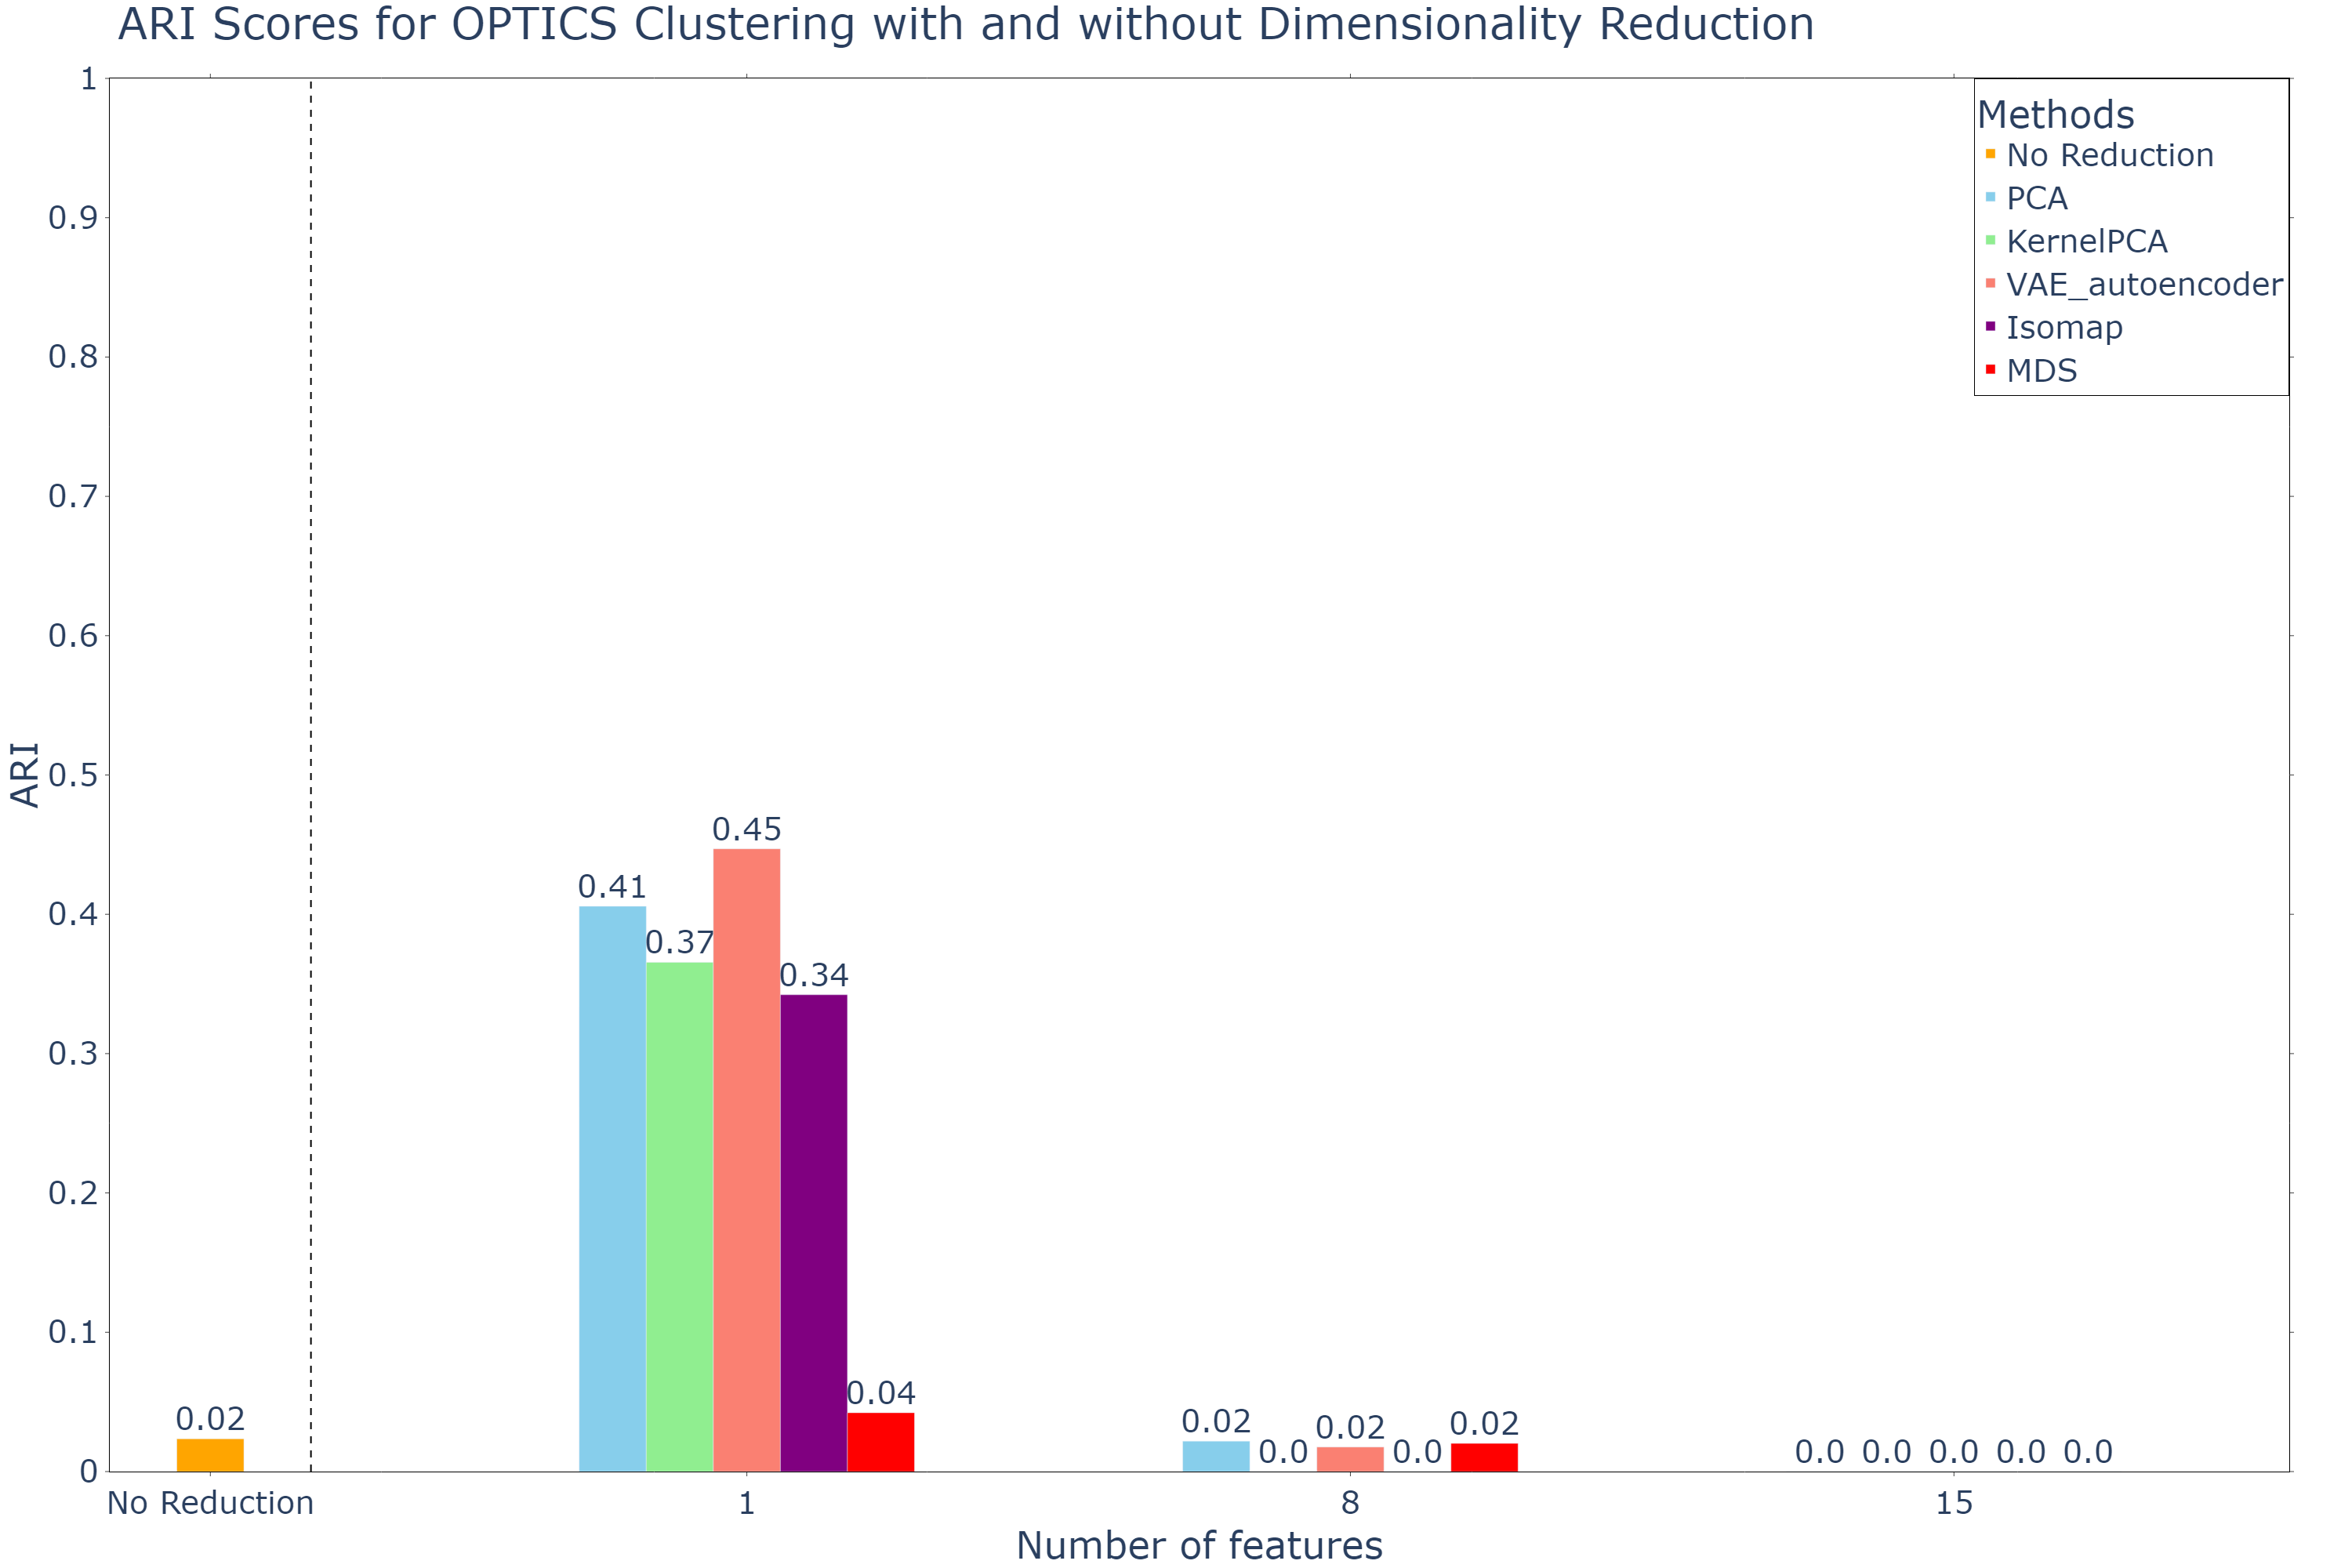 ARI Scores for OPTICS Clustering with and without Dimensionality Reduction
Methods
No Reduction
PCA
KernelPCA
VAE_autoencoder
Isomap
MDS
ARI
1
0.9
0.8
0.7
0.6
0.5
0.4
0.3
0.2
0.1
0
0.02
0.41
0.37
0.45
0.34
0.04
0.02
0.0
0.02
0.0
0.02
0.0
0.0
0.0
0.0
0.0
No Reduction
1
8
15
Number of features